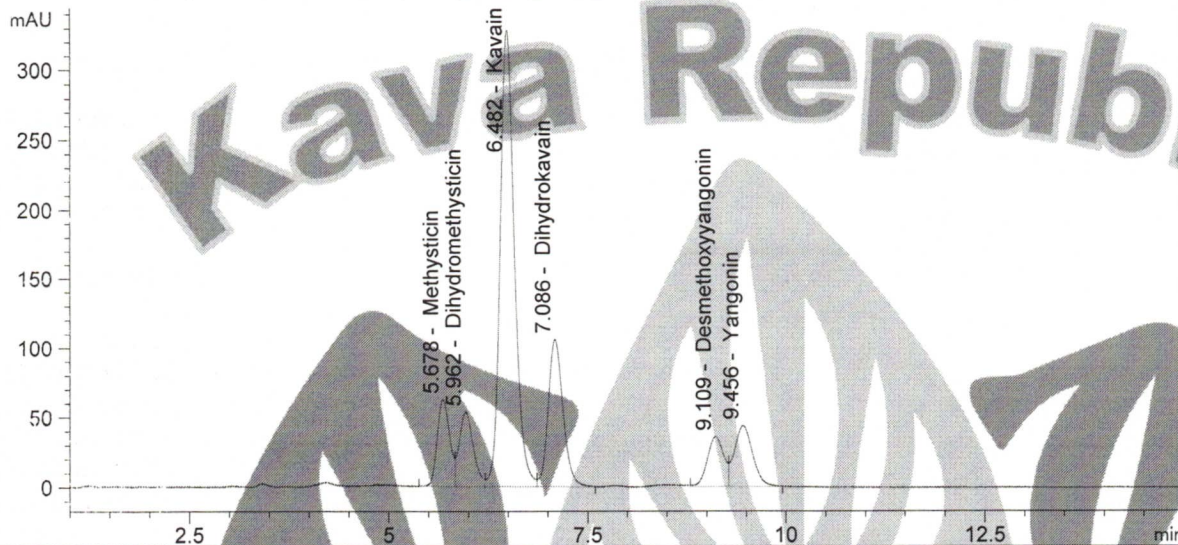 Kava Republi
mAU
300
250
200
150
100
50
0
5.678 - Methysticin
5.962 - Dihydromethysticin
6.482 - Kavain
7.086 - Dihydrokavain
9.109 - Desmethoxyyangonin
9.456 - Yangonin
2.5
5
7.5
10
12.5
min